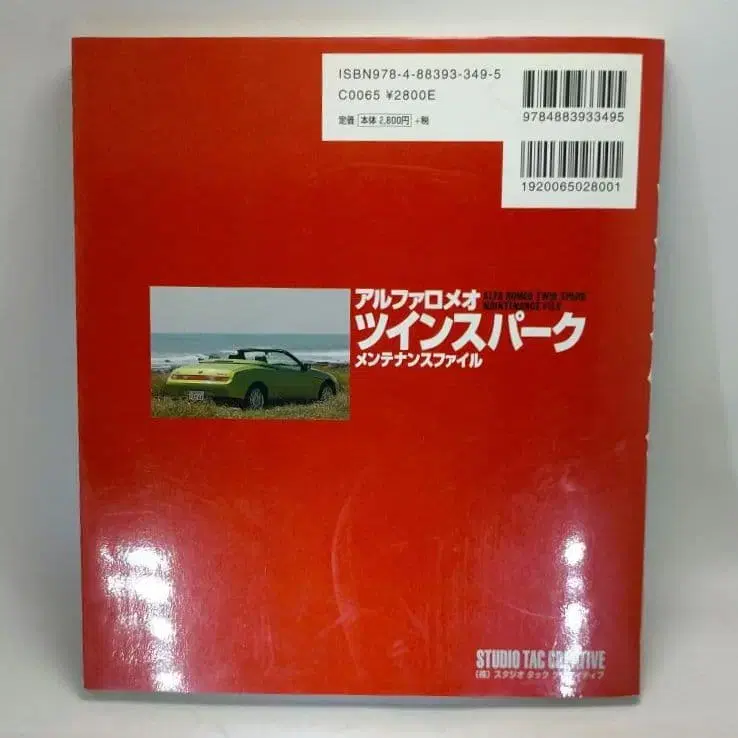 ISBN978-4-88393-349-5
C0065 ¥2800E
定価 本体2,800円 +税
9784883933495
1920065028001
アルファロメオ
ALFA ROMEO TWIN SPARK
MAINTENANCE FILE
ツインスパーク
メンテナンスファイル
STUDIO TAC CREATIVE
(株)スタジオ タック クリエイティブ